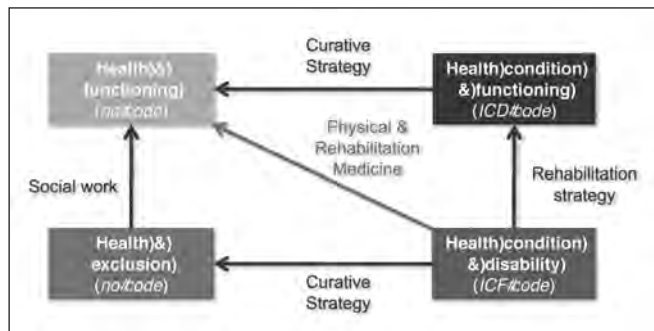 Curative
Strategy
Health)&)
functioning)
(no/code)
Health)condition)
&)functioning)
(ICD/code)
Physical &
Rehabilitation
Medicine
Social work
Rehabilitation
strategy
Health)&)
exclusion)
(no/code)
Health)condition)
&)disability)
(ICF/code)
Curative
Strategy